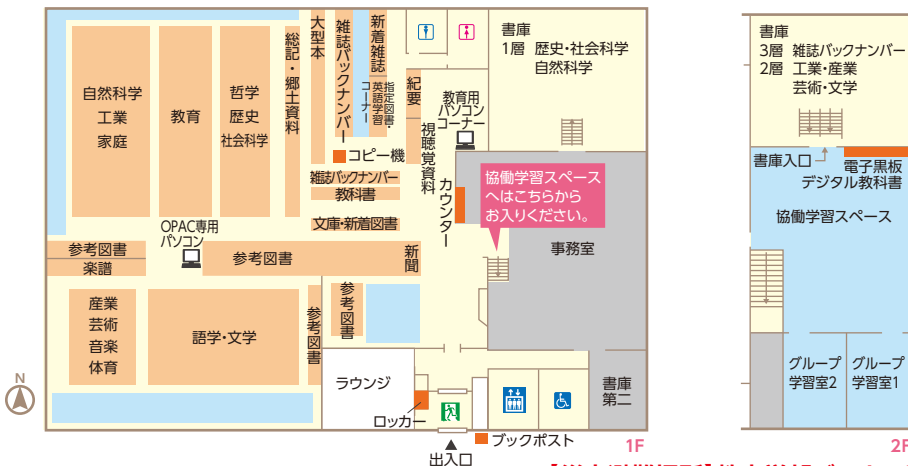 自然科学
工業
家庭
教育
哲学
歴史
社会科学
総記・郷土資料
大型本
雑誌バックナンバー
新着雑誌
指定図書・
英語学習
コーナー
紀要
視聴覚資料
教育用
パソコン
コーナー
コピー機
雑誌バックナンバー
教科書
文庫・新着図書
カウンター
書庫
1層 歴史・社会科学
自然科学
協働学習スペース
へはこちらから
お入りください。
事務室
OPAC専用
パソコン
参考図書
楽譜
参考図書
新聞
産業
芸術
音楽
体育
語学・文学
参考図書
参考図書
ラウンジ
ロッカー
書庫
第二
N
出入口
ブックポスト
1F
書庫
3層 雑誌バックナンバー
2層 工業・産業
芸術・文学
書庫入口
電子黒板
デジタル教科書
協働学習スペース
グループ
学習室2
グループ
学習室1
2F